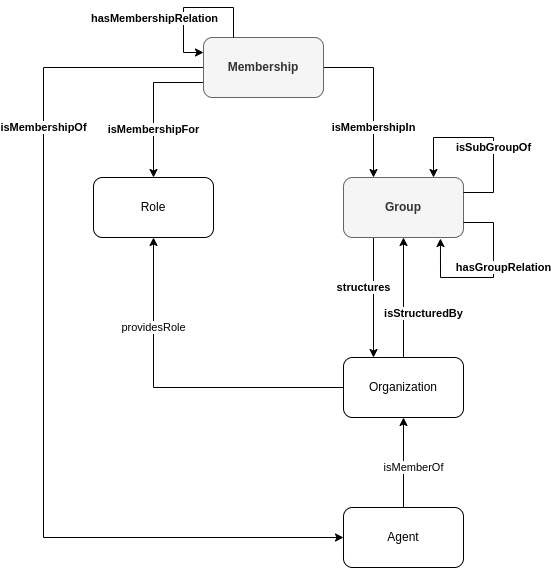 hasMembershipRelation
Membership
isMembershipOf
isMembershipFor
isMembershipIn
isSubGroupOf
Role
Group
hasGroupRelation
structures
isStructuredBy
providesRole
Organization
isMemberOf
Agent